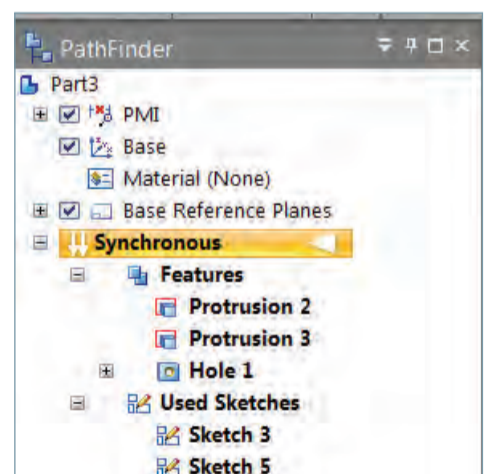 PathFinder
Part3
PMI
Base
Material (None)
Base Reference Planes
Synchronous
Features
Protrusion 2
Protrusion 3
Hole 1
Used Sketches
Sketch 3
Sketch 5